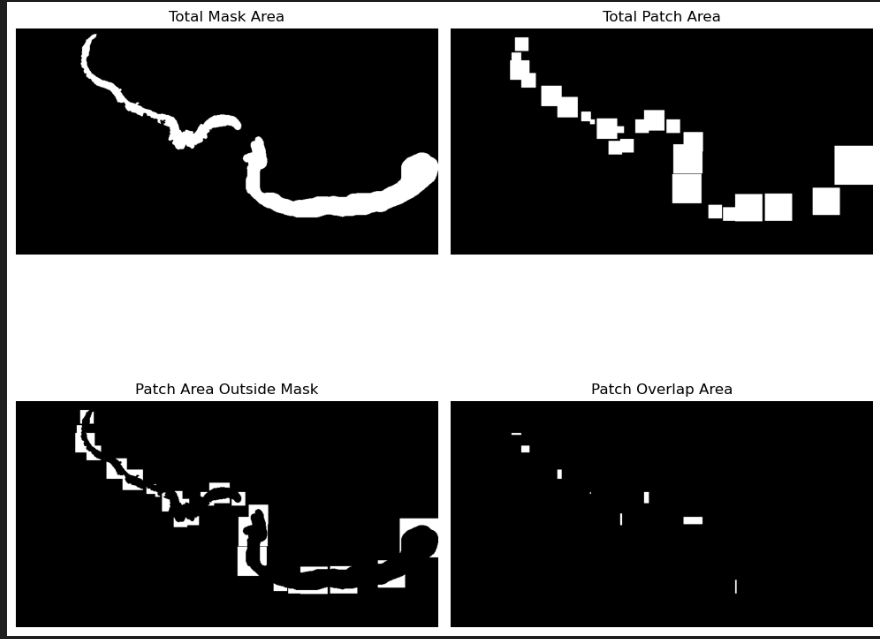 Total Mask Area
Total Patch Area
Patch Area Outside Mask
Patch Overlap Area